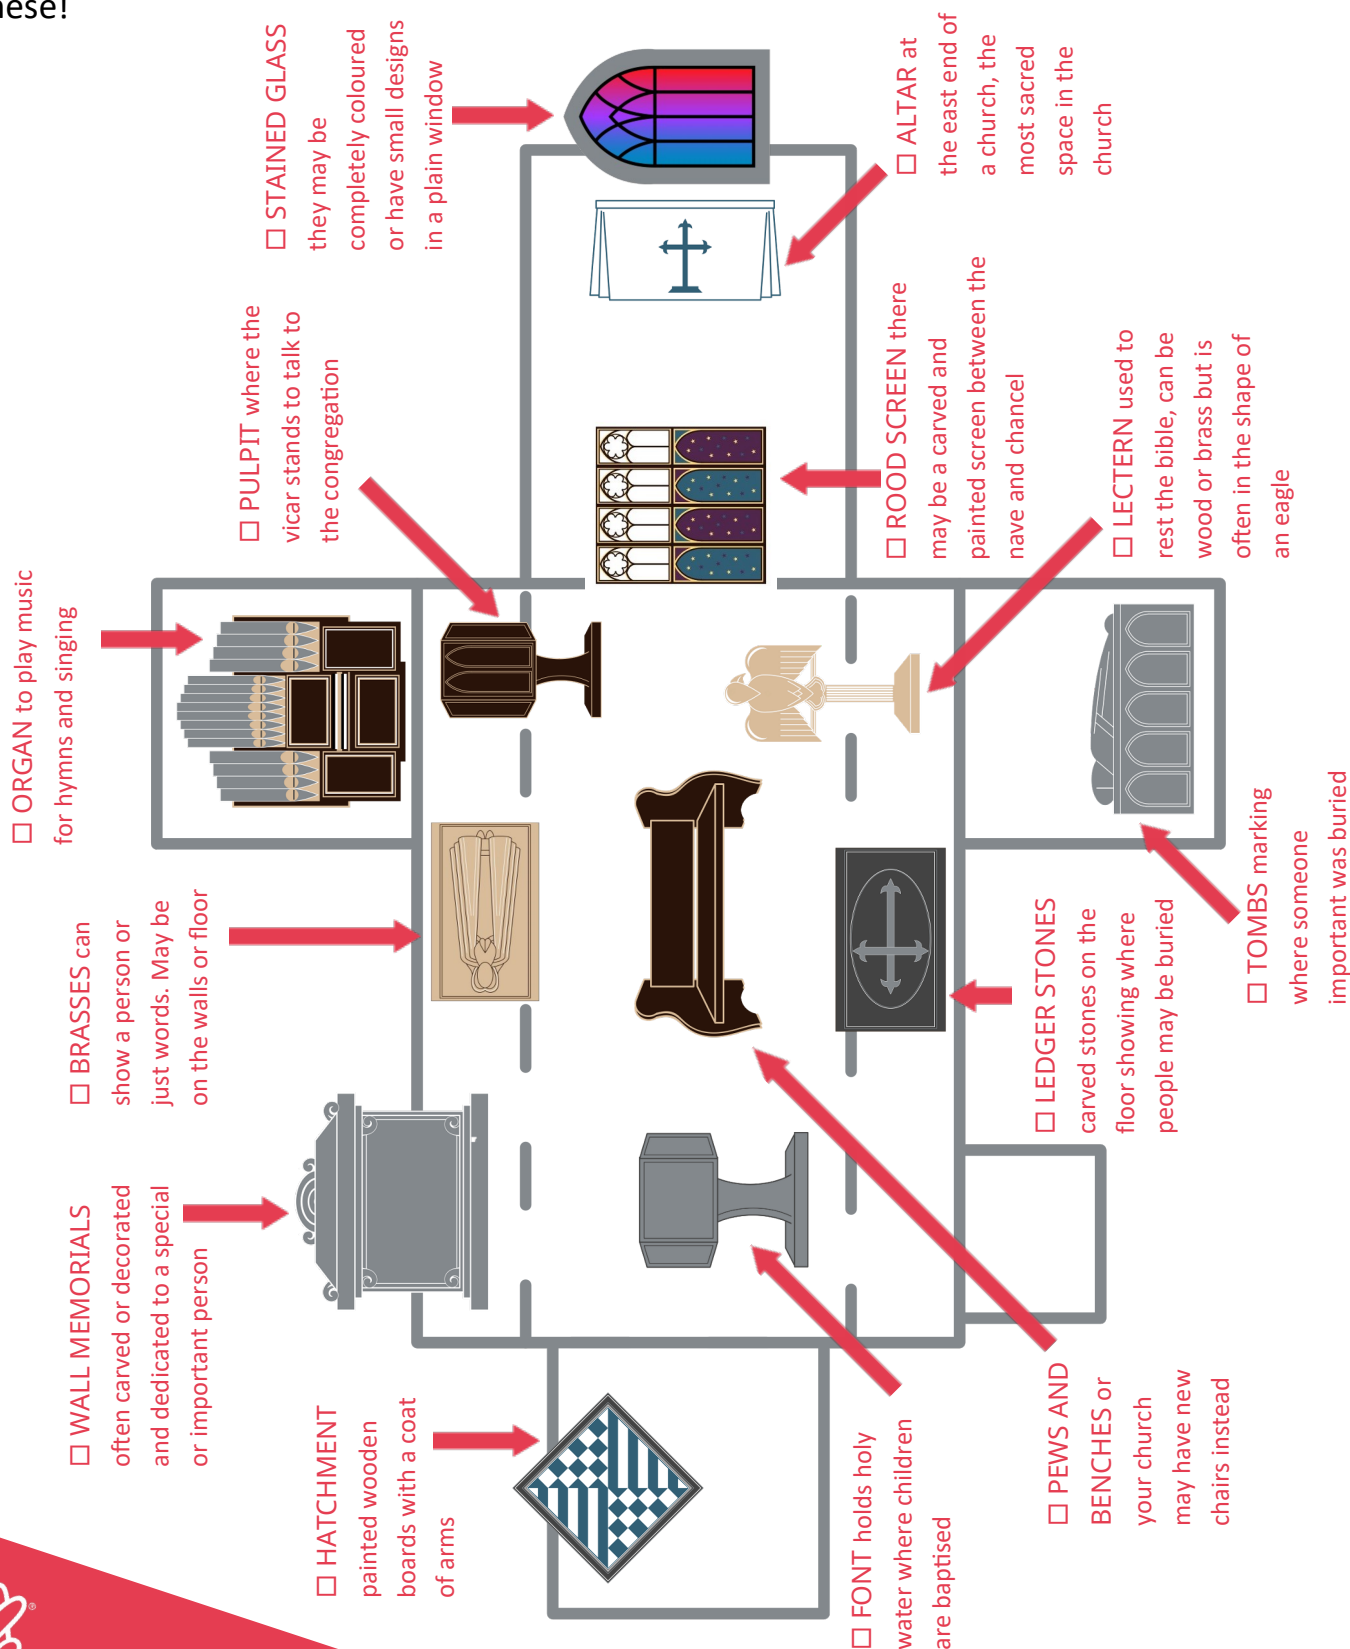 nese!
☐ STAINED GLASS
they may be
completely coloured
or have small designs
in a plain window
☐ ALTAR at
the east end of
a church, the
most sacred
space in the
church
☐ PULPIT where the
vicar stands to talk to
the congregation
☐ ROOD SCREEN there
may be a carved and
painted screen between the
nave and chancel
☐ LECTERN used to
rest the bible, can be
wood or brass but is
often in the shape of
an eagle
☐ ORGAN to play music
for hymns and singing
☐ BRASSES can
show a person or
just words. May be
on the walls or floor
☐ TOMBS marking
where someone
important was buried
☐ LEDGER STONES
carved stones on the
floor showing where
people may be buried
☐ WALL MEMORIALS
often carved or decorated
and dedicated to a special
or important person
☐ HATCHMENT
painted wooden
boards with a coat
of arms
☐ FONT holds holy
water where children
are baptised
☐ PEWS AND
BENCHES or
your church
may have new
chairs instead
®